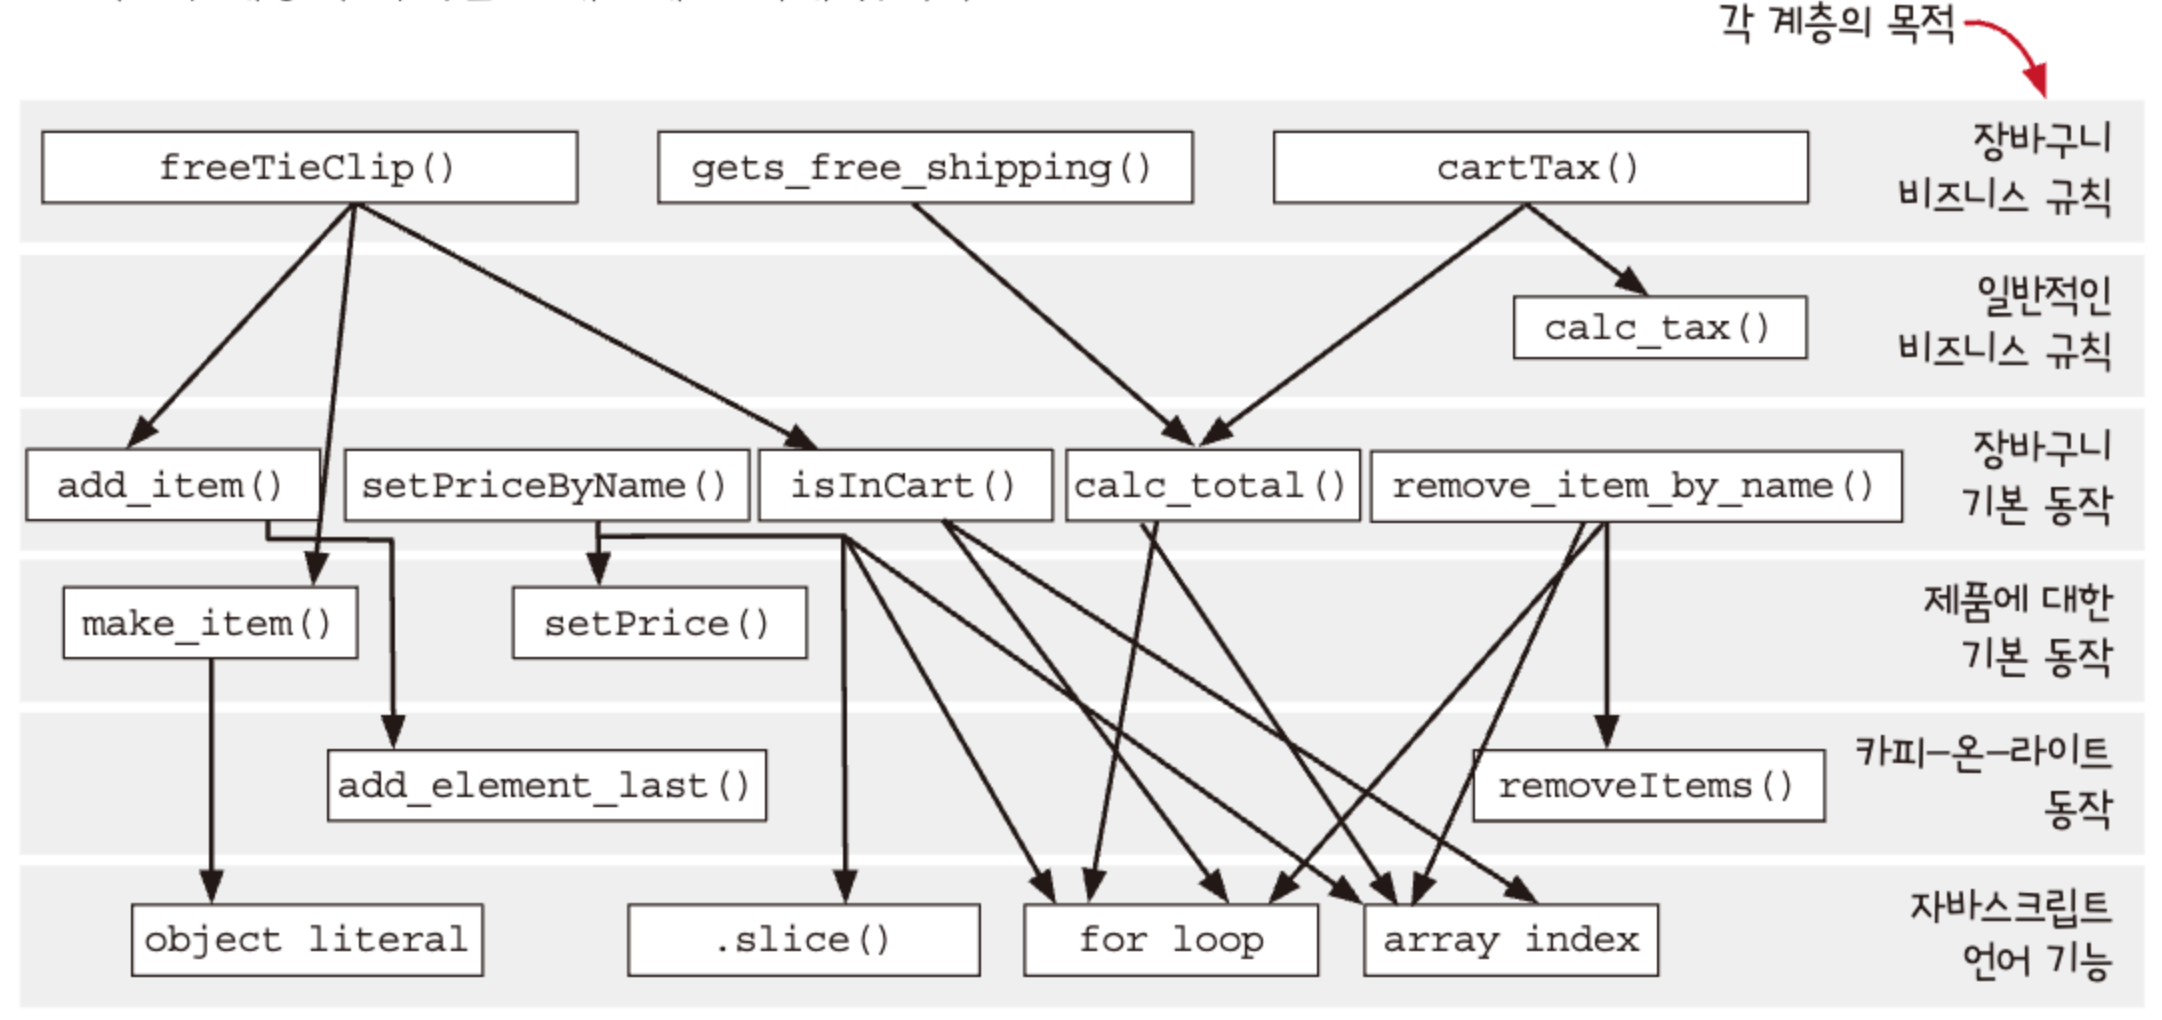 각 계층의 목적
freeTieClip()
gets_free_shipping()
cartTax()
장바구니
비즈니스 규칙
calc_tax()
일반적인
비즈니스 규칙
add_item()
setPriceByName()
isInCart()
calc_total()
remove_item_by_name()
장바구니
기본 동작
make_item()
setPrice()
제품에 대한
기본 동작
add_element_last()
removeItems()
카피-온-라이트
동작
object literal
.slice()
for loop
array index
자바스크립트
언어 기능